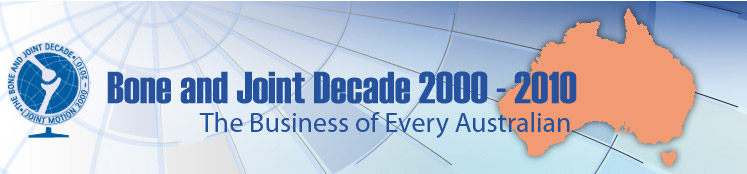 THE BONE AND JOINT DECADE • 2000 - 2010 • JOINT MOTION
Bone and Joint Decade 2000 - 2010
The Business of Every Australian